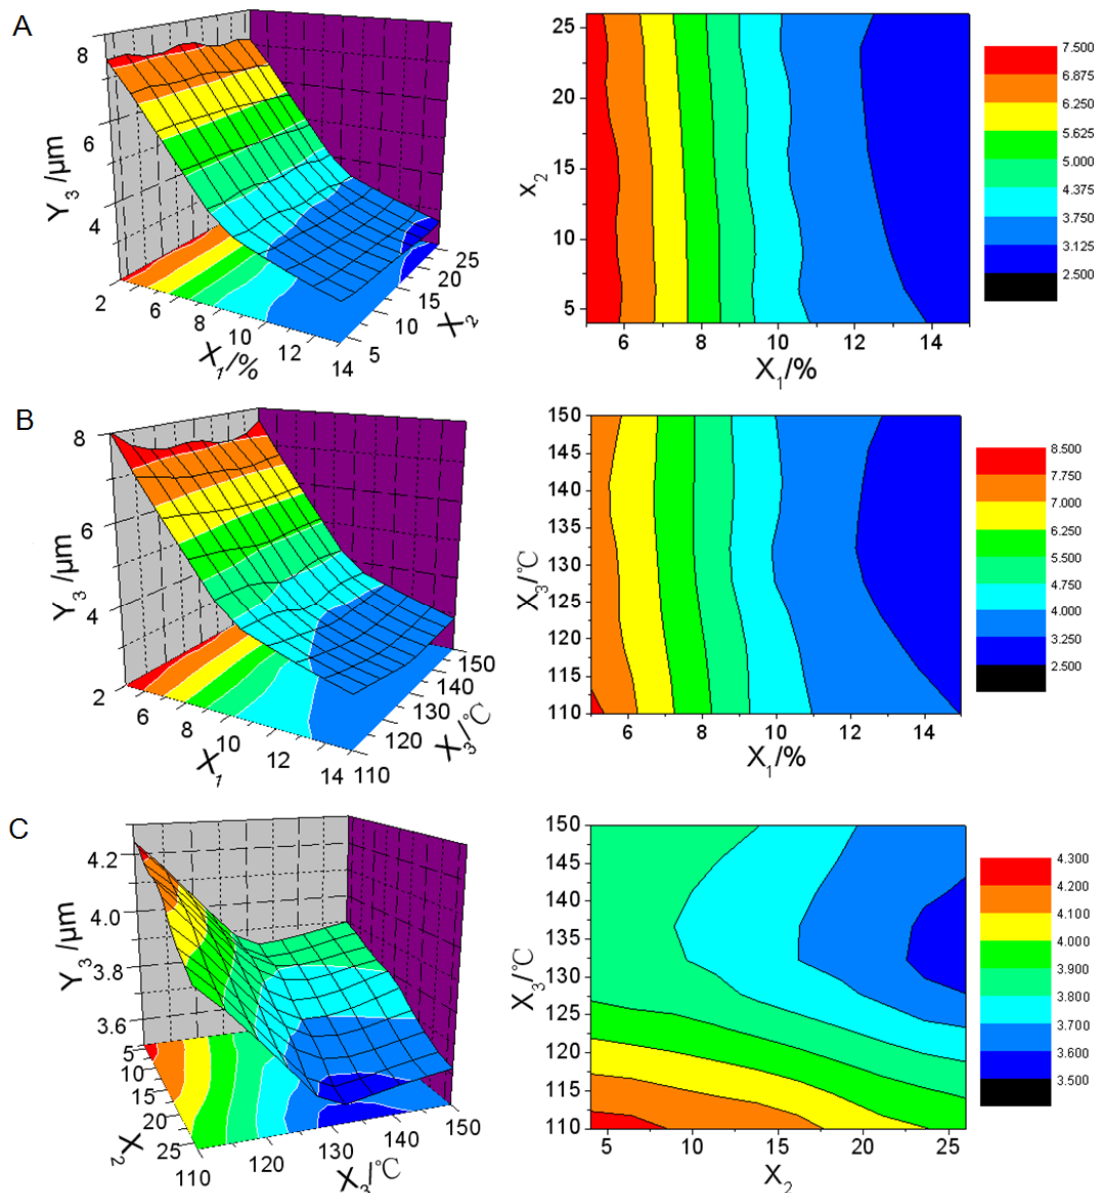 A
8
6
4
2
Y3 /μm
2 4 6 8 10 12 14
X1/%
5 10 15 20 25
X2
25
20
15
10
5
x2
6 8 10 12 14
X1/%
7.500
6.875
6.250
5.625
5.000
4.375
3.750
3.125
2.500
B
8
6
4
2
Y3 /μm
6 8 10 12 14
X1
110 120 130 140 150
X3/℃
150
145
140
135
130
125
120
115
110
X3/℃
6 8 10 12 14
X1/%
8.500
7.750
7.000
6.250
5.500
4.750
4.000
3.250
2.500
C
4.2
4.0
3.8
3.6
Y3 /μm
5
10
15
20
25
X2
110 120 130 140 150
X3/℃
150
145
140
135
130
125
120
115
110
X3/℃
5 10 15 20 25
X2
4.300
4.200
4.100
4.000
3.900
3.800
3.700
3.600
3.500